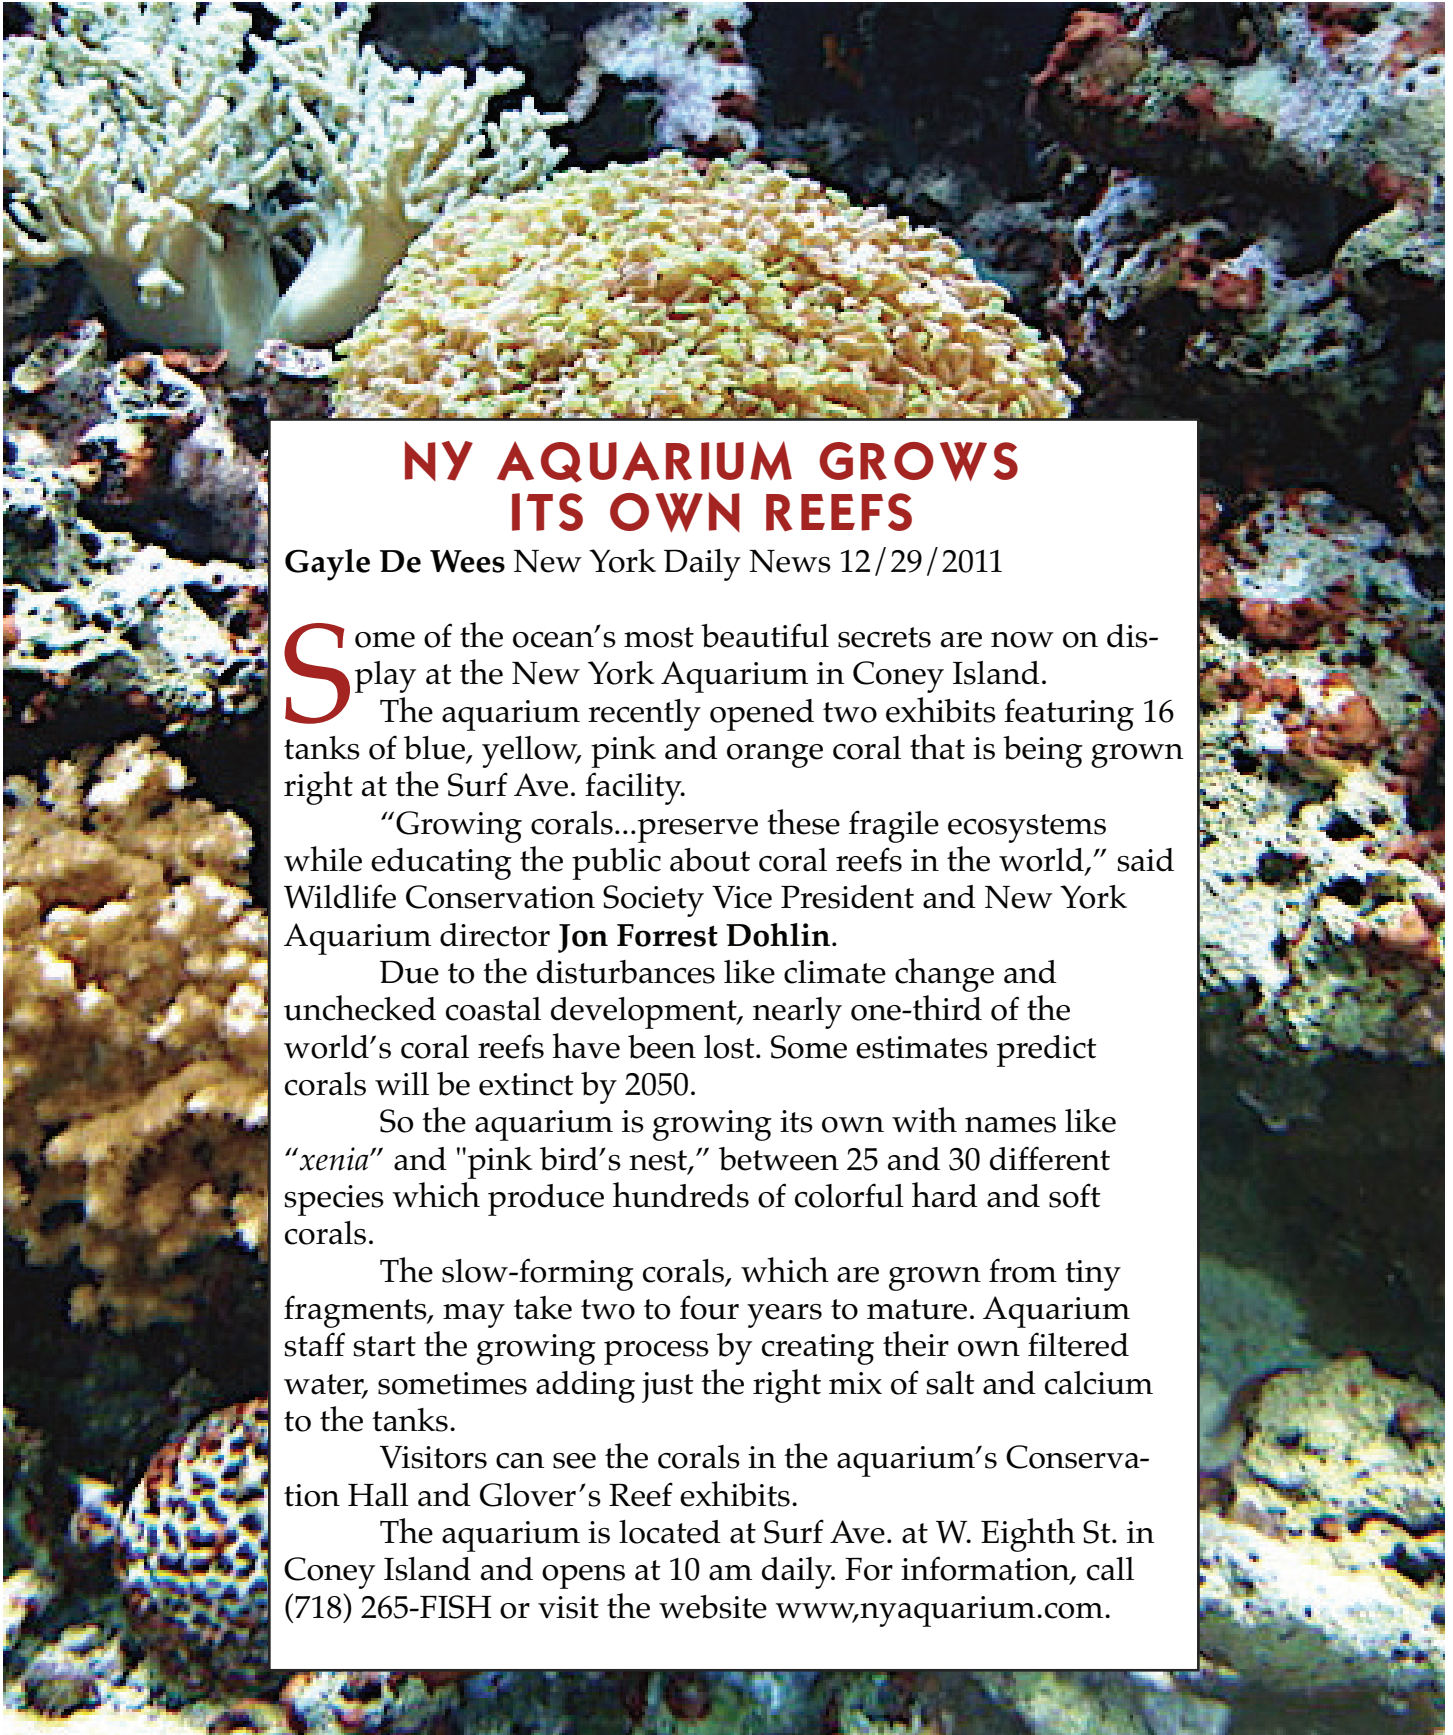 NY AQUARIUM GROWS
ITS OWN REEFS
Gayle De Wees New York Daily News 12/29/2011
Some of the ocean’s most beautiful secrets are now on dis-
play at the New York Aquarium in Coney Island.
The aquarium recently opened two exhibits featuring 16
tanks of blue, yellow, pink and orange coral that is being grown
right at the Surf Ave. facility.
“Growing corals...preserve these fragile ecosystems
while educating the public about coral reefs in the world,” said
Wildlife Conservation Society Vice President and New York
Aquarium director Jon Forrest Dohlin.
Due to the disturbances like climate change and
unchecked coastal development, nearly one-third of the
world’s coral reefs have been lost. Some estimates predict
corals will be extinct by 2050.
So the aquarium is growing its own with names like
“xenia” and "pink bird’s nest,” between 25 and 30 different
species which produce hundreds of colorful hard and soft
corals.
The slow-forming corals, which are grown from tiny
fragments, may take two to four years to mature. Aquarium
staff start the growing process by creating their own filtered
water, sometimes adding just the right mix of salt and calcium
to the tanks.
Visitors can see the corals in the aquarium’s Conserva-
tion Hall and Glover’s Reef exhibits.
The aquarium is located at Surf Ave. at W. Eighth St. in
Coney Island and opens at 10 am daily. For information, call
(718) 265-FISH or visit the website www,nyaquarium.com.